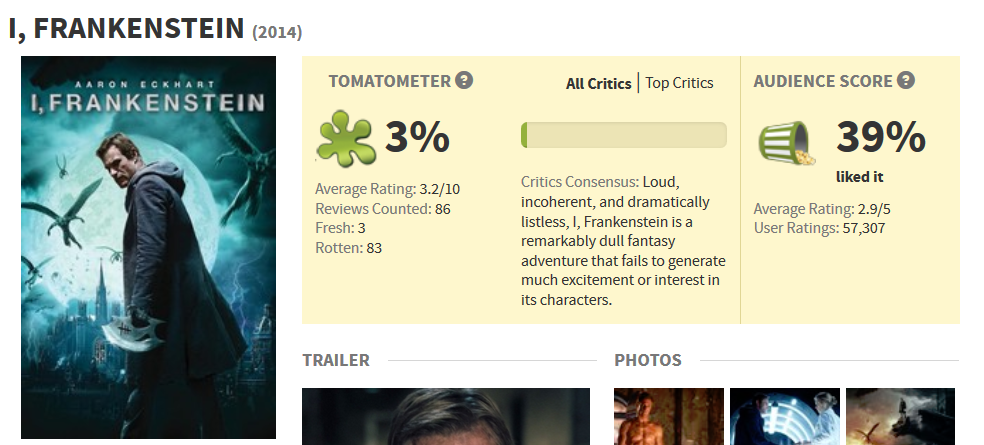 I, FRANKENSTEIN (2014)
AARON ECKHART
I, FRANKENSTEIN
TOMATOMETER ?
All Critics | Top Critics
3%
Average Rating: 3.2/10
Reviews Counted: 86
Fresh: 3
Rotten: 83
Critics Consensus: Loud,
incoherent, and dramatically
listless, I, Frankenstein is a
remarkably dull fantasy
adventure that fails to generate
much excitement or interest in
its characters.
AUDIENCE SCORE ?
39%
liked it
Average Rating: 2.9/5
User Ratings: 57,307
TRAILER
PHOTOS